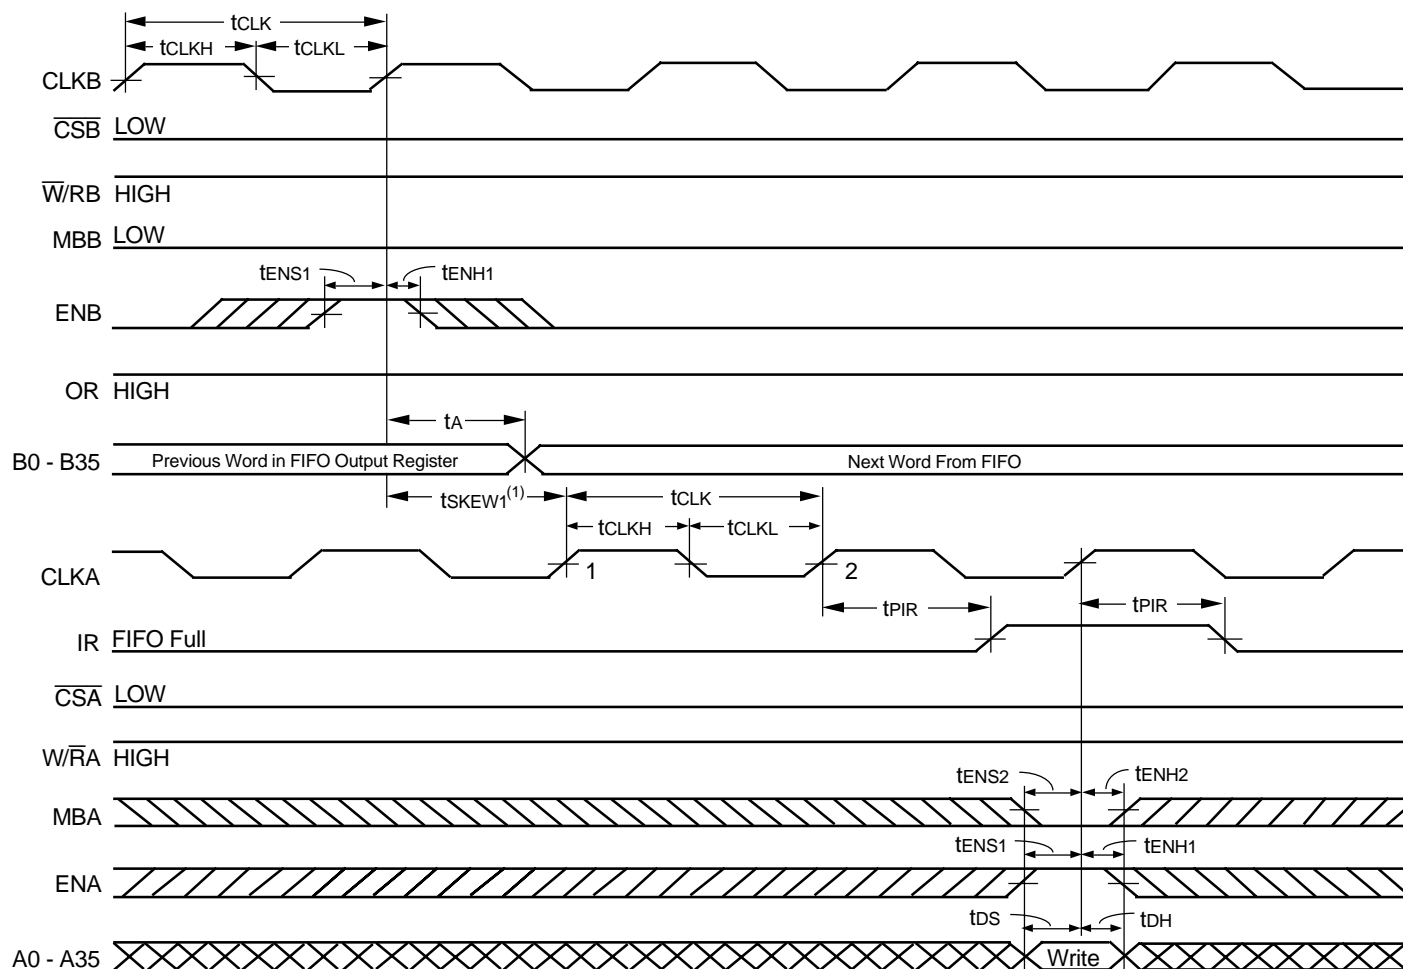 tCLK
tCLKH tCLKL
CLKB
CSB LOW
W/RB HIGH
MBB LOW
tENS1 tENH1
ENB
OR HIGH
tA
B0 - B35 Previous Word in FIFO Output Register Next Word From FIFO
tSKEW1(1) tCLK
tCLKH tCLKL
CLKA 1 2
tPIR tPIR
IR FIFO Full
CSA LOW
W/RA HIGH
tENS2 tENH2
MBA
tENS1 tENH1
ENA
tDS tDH
A0 - A35 Write